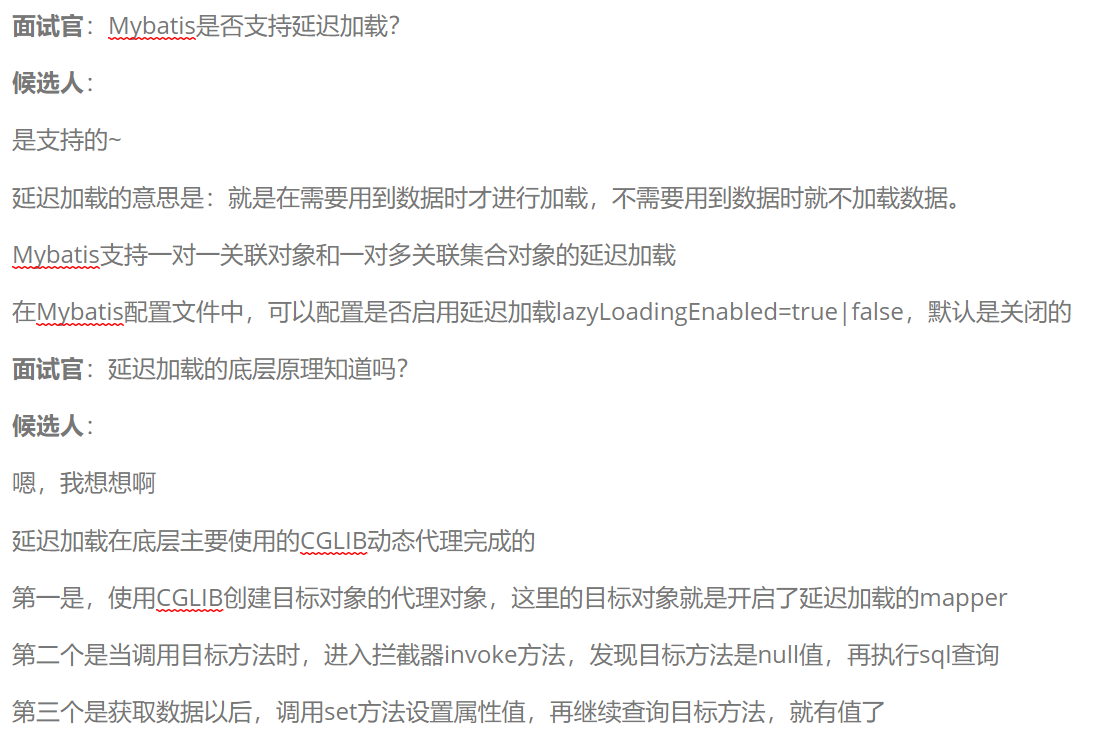 面试官：Mybatis是否支持延迟加载？
候选人：
是支持的~
延迟加载的意思是：就是在需要用到数据时才进行加载，不需要用到数据时就不加载数据。
Mybatis支持一对一关联对象和一对多关联集合对象的延迟加载
在Mybatis配置文件中，可以配置是否启用延迟加载lazyLoadingEnabled=true|false，默认是关闭的
面试官：延迟加载的底层原理知道吗？
候选人：
嗯，我想想啊
延迟加载在底层主要使用的CGLIB动态代理完成的
第一是，使用CGLIB创建目标对象的代理对象，这里的目标对象就是开启了延迟加载的mapper
第二个是当调用目标方法时，进入拦截器invoke方法，发现目标方法是null值，再执行sql查询
第三个是获取数据以后，调用set方法设置属性值，再继续查询目标方法，就有值了